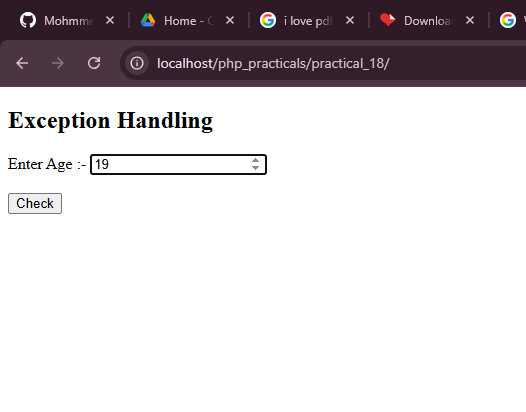 Mohmme
Home - G
i love pdf
Downloa
W
localhost/php_practicals/practical_18/
Exception Handling
Enter Age :- 19
Check